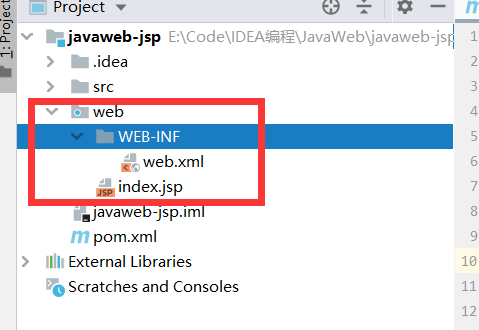 Project
1: Project
javaweb-jsp E:\Code\IDEA编程\JavaWeb\javaweb-jsp
.idea
src
web
WEB-INF
web.xml
JSP index.jsp
javaweb-jsp.iml
m pom.xml
External Libraries
Scratches and Consoles
m
1
2
3
4
5
6
7
8
9
10
11
12